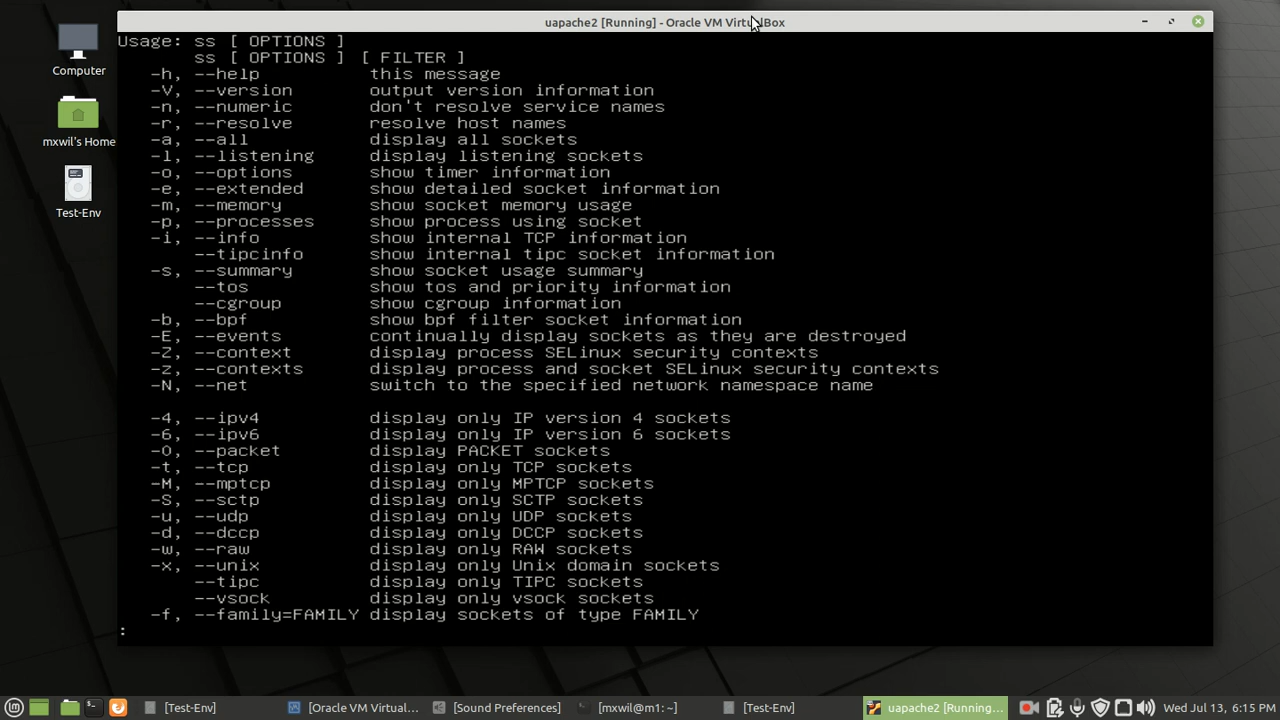 uapache2 [Running] - Oracle VM VirtualBox
Computer
mxwil's Home
Test-Env
Usage: ss [ OPTIONS ]
       ss [ OPTIONS ] [ FILTER ]
   -h, --help          this message
   -V, --version       output version information
   -n, --numeric       don't resolve service names
   -r, --resolve       resolve host names
   -a, --all           display all sockets
   -l, --listening     display listening sockets
   -o, --options       show timer information
   -e, --extended      show detailed socket information
   -m, --memory        show socket memory usage
   -p, --processes     show process using socket
   -i, --info          show internal TCP information
       --tipcinfo      show internal tipc socket information
   -s, --summary       show socket usage summary
       --tos           show tos and priority information
       --cgroup        show cgroup information
   -b, --bpf           show bpf filter socket information
   -E, --events        continually display sockets as they are destroyed
   -Z, --context       display process SELinux security contexts
   -z, --contexts      display process and socket SELinux security contexts
   -N, --net           switch to the specified network namespace name
   -4, --ipv4          display only IP version 4 sockets
   -6, --ipv6          display only IP version 6 sockets
   -0, --packet        display PACKET sockets
   -t, --tcp           display only TCP sockets
   -M, --mptcp         display only MPTCP sockets
   -S, --sctp          display only SCTP sockets
   -u, --udp           display only UDP sockets
   -d, --dccp          display only DCCP sockets
   -w, --raw           display only RAW sockets
   -x, --unix          display only Unix domain sockets
       --tipc          display only TIPC sockets
       --vsock         display only vsock sockets
   -f, --family=FAMILY display sockets of type FAMILY
:
[Test-Env] [Oracle VM Virtual... [Sound Preferences] [mxwil@m1: ~] [Test-Env] uapache2 [Running... Wed Jul 13, 6:15 PM